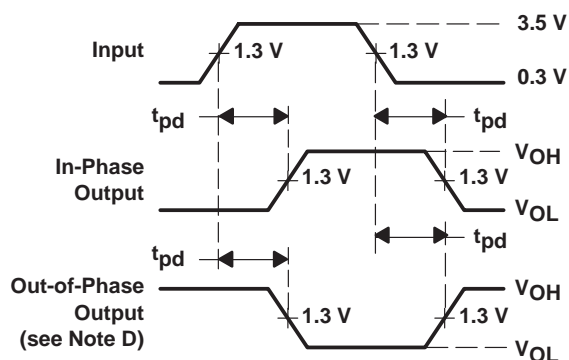 3.5 V
Input
1.3 V
1.3 V
0.3 V
tpd
tpd
VOH
In-Phase
Output
1.3 V
1.3 V
VOL
tpd
tpd
Out-of-Phase
Output
(see Note D)
VOH
1.3 V
1.3 V
VOL